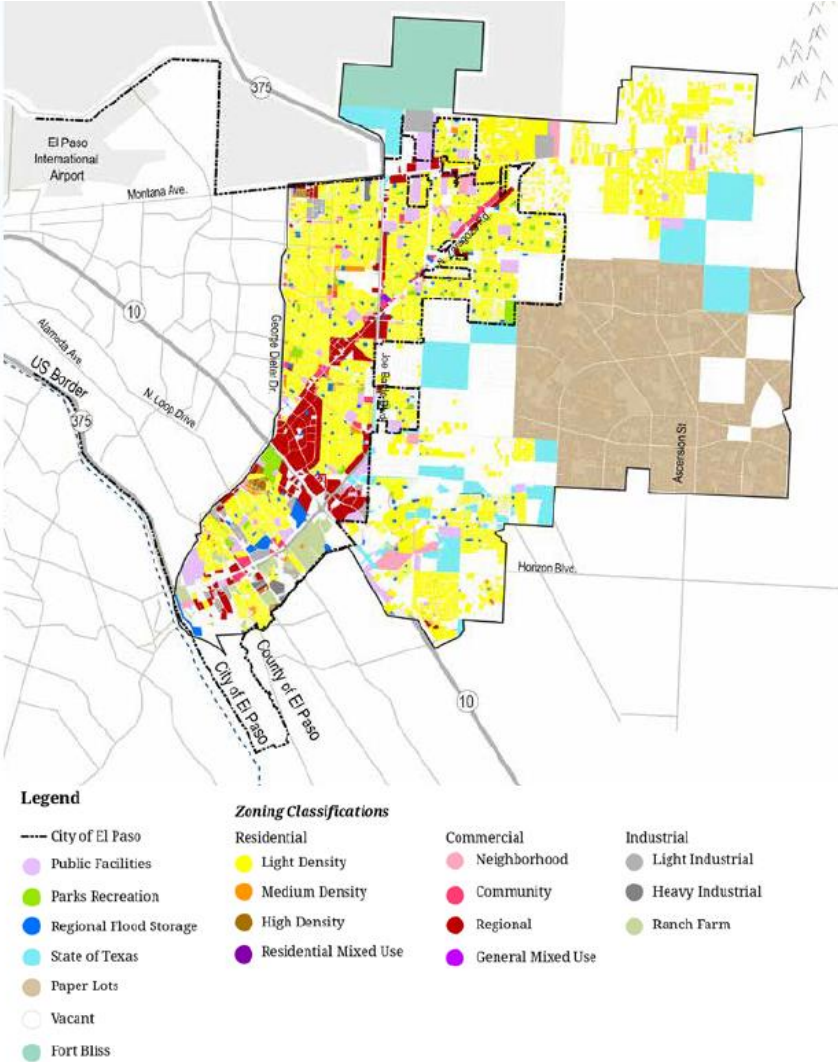 375
El Paso
International
Airport
Montana Ave.
N. Zaragoza Rd
10
George Dieter Dr.
Alameda Ave
US Border
N. Loop Drive
375
Ascension St
Horizon Blvd.
County of El Paso
City of El Paso
10
Legend
City of El Paso
Public Facilities
Parks Recreation
Regional Flood Storage
State of Texas
Paper Lots
Vacant
Fort Bliss
Zoning Classifications
Residential
Light Density
Medium Density
High Density
Residential Mixed Use
Commercial
Neighborhood
Community
Regional
General Mixed Use
Industrial
Light Industrial
Heavy Industrial
Ranch Farm